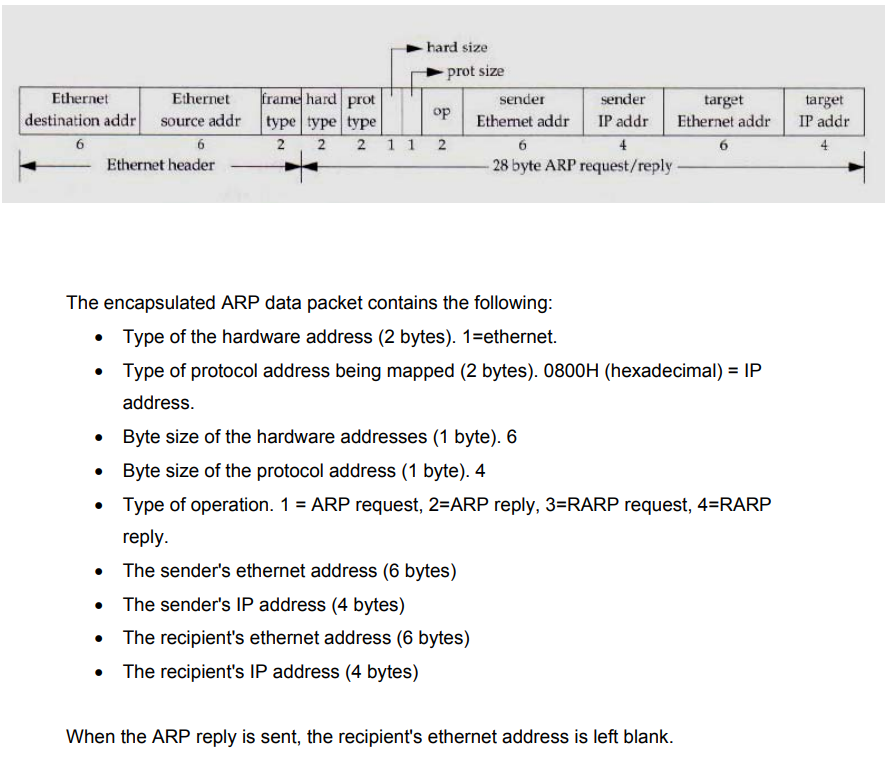 hard size
prot size
Ethernet destination addr
Ethernet source addr
frame type
hard type
prot type
op
sender Ethernet addr
sender IP addr
target Ethernet addr
target IP addr
6 6 2 2 2 1 1 2 6 4 6 4
Ethernet header
28 byte ARP request/reply
The encapsulated ARP data packet contains the following:
• Type of the hardware address (2 bytes). 1=ethernet.
• Type of protocol address being mapped (2 bytes). 0800H (hexadecimal) = IP
address.
• Byte size of the hardware addresses (1 byte). 6
• Byte size of the protocol address (1 byte). 4
• Type of operation. 1 = ARP request, 2=ARP reply, 3=RARP request, 4=RARP
reply.
• The sender's ethernet address (6 bytes)
• The sender's IP address (4 bytes)
• The recipient's ethernet address (6 bytes)
• The recipient's IP address (4 bytes)
When the ARP reply is sent, the recipient's ethernet address is left blank.